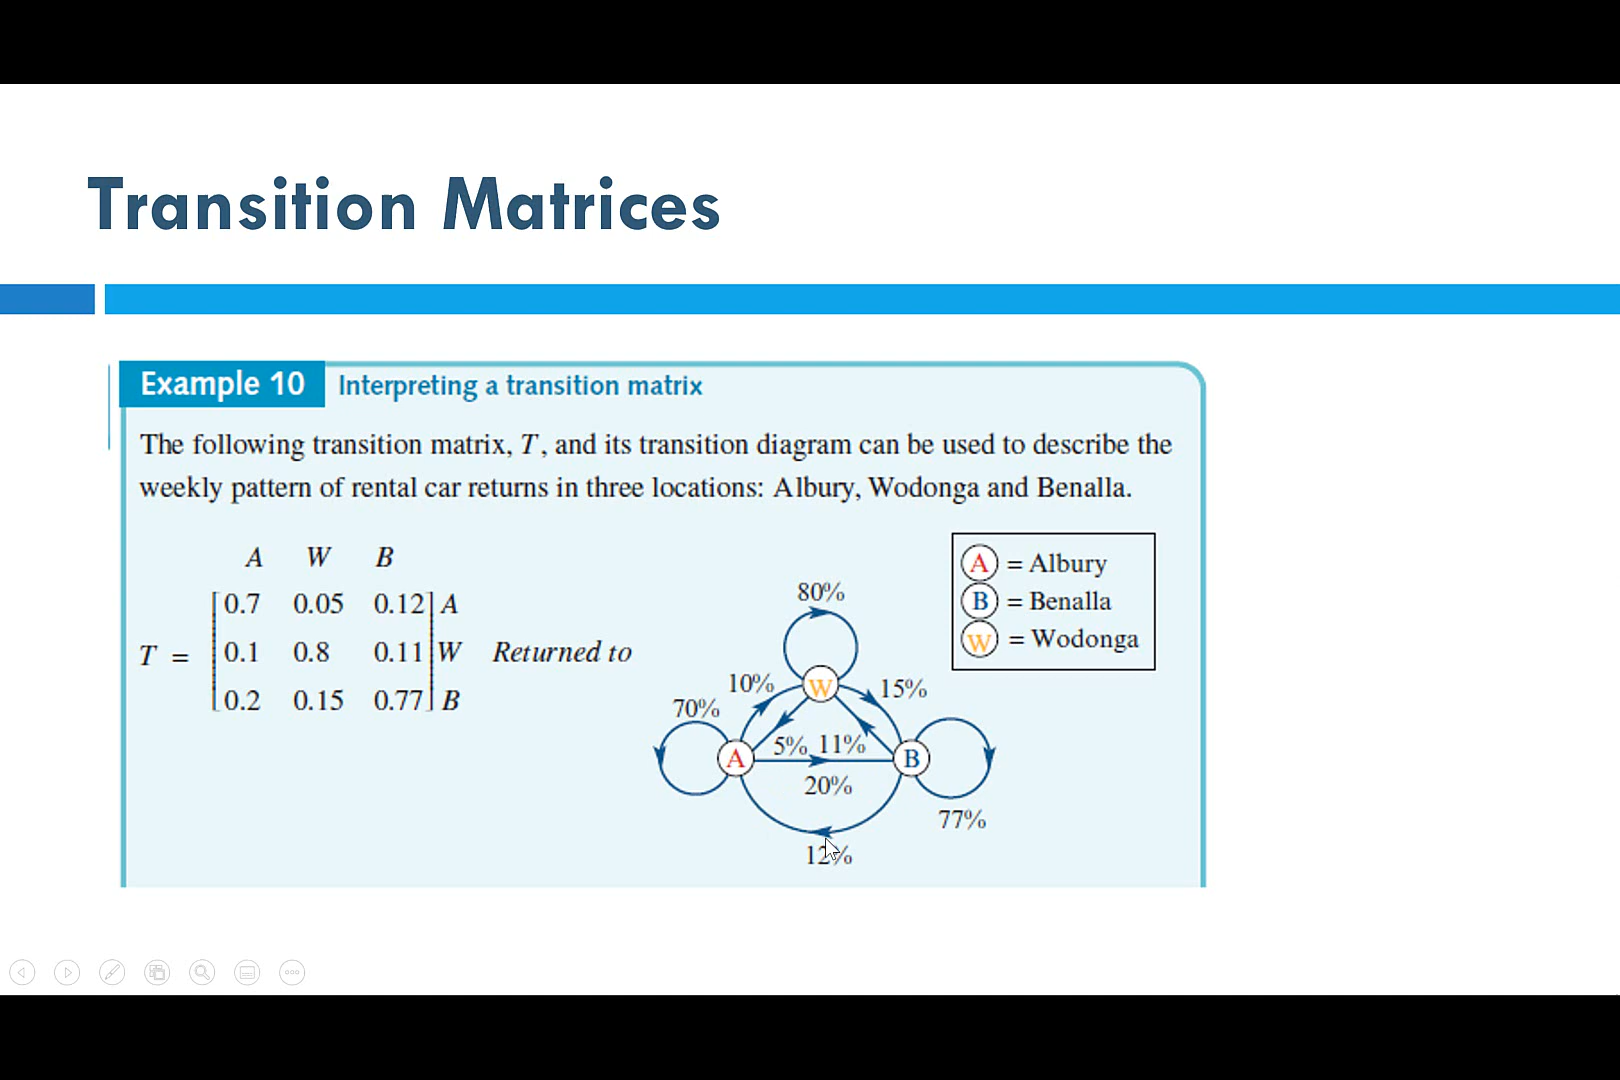 Transition Matrices
Example 10 Interpreting a transition matrix
The following transition matrix, T, and its transition diagram can be used to describe the
weekly pattern of rental car returns in three locations: Albury, Wodonga and Benalla.
A W B
0.7 0.05 0.12 A
T = 0.1 0.8 0.11 W Returned to
0.2 0.15 0.77 B
A = Albury
B = Benalla
W = Wodonga
80%
10% W 15%
70%
A 5% 11% B
20%
77%
12%